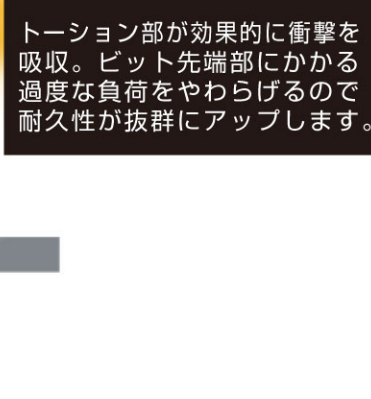 トーション部が効果的に衝撃を
吸収。ビット先端部にかかる
過度な負荷をやわらげるので
耐久性が抜群にアップします。